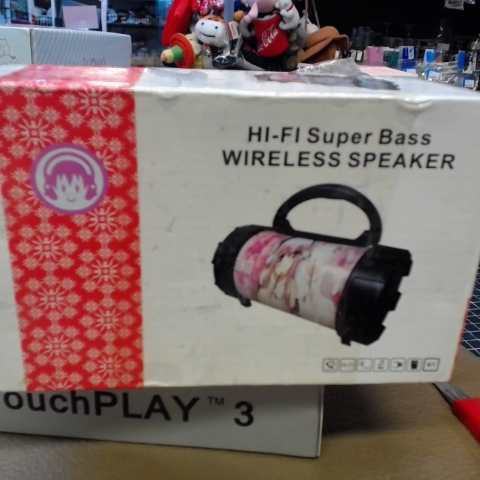 HI-FI Super Bass
WIRELESS SPEAKER
ouchPLAY™ 3